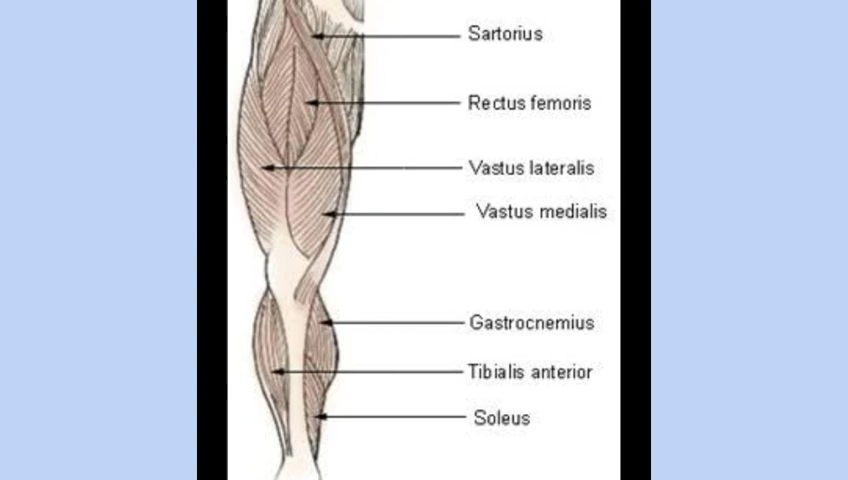 Sartorius
Rectus femoris
Vastus lateralis
Vastus medialis
Gastrocnemius
Tibialis anterior
Soleus